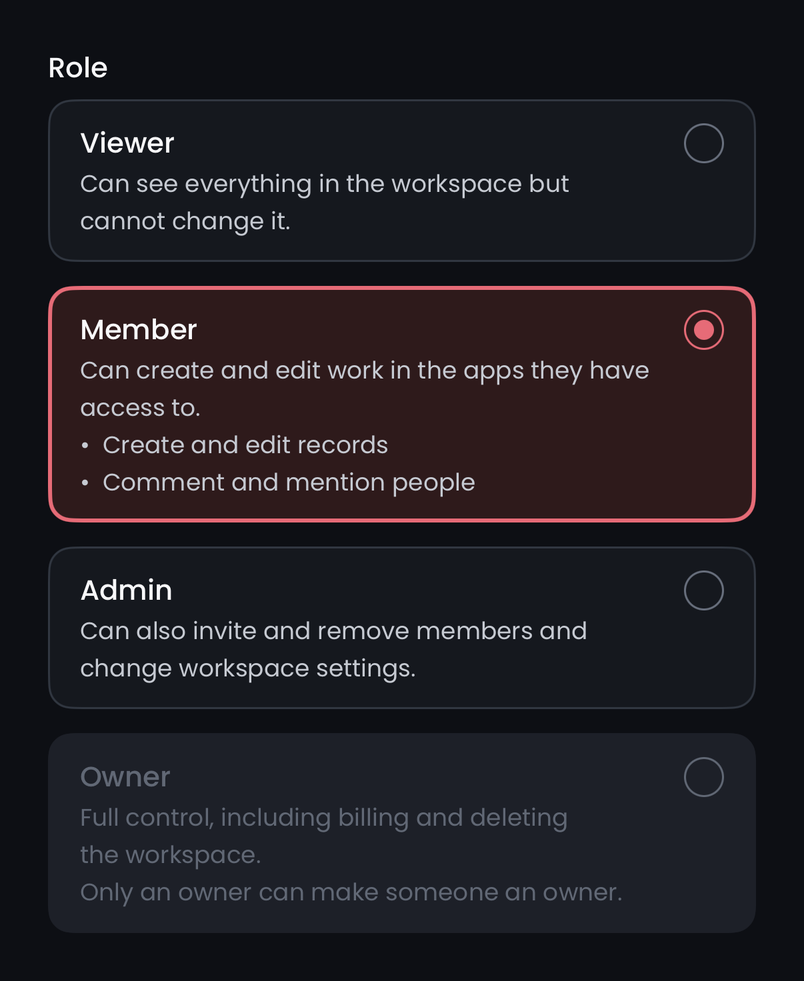 Role
Viewer
Can see everything in the workspace but
cannot change it.
Member
Can create and edit work in the apps they have
access to.
• Create and edit records
• Comment and mention people
Admin
Can also invite and remove members and
change workspace settings.
Owner
Full control, including billing and deleting
the workspace.
Only an owner can make someone an owner.